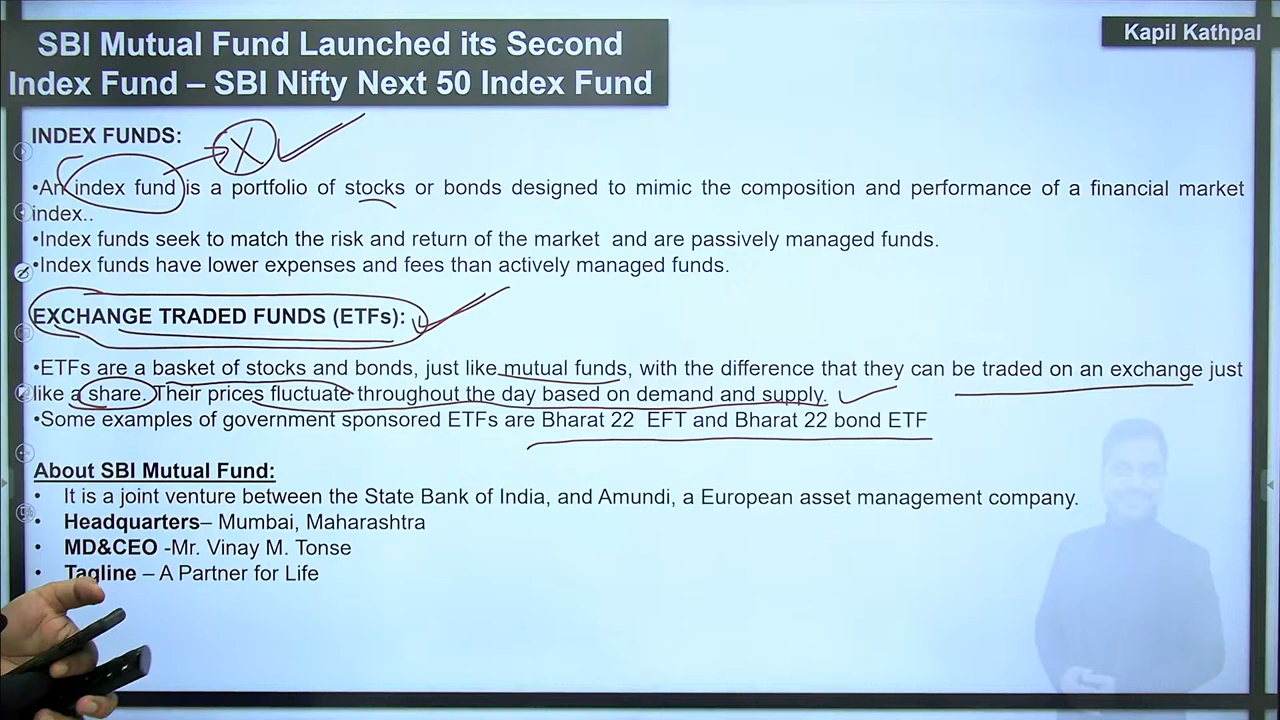 SBI Mutual Fund Launched its Second
Index Fund – SBI Nifty Next 50 Index Fund
Kapil Kathpal
INDEX FUNDS:
•An index fund is a portfolio of stocks or bonds designed to mimic the composition and performance of a financial market
index..
•Index funds seek to match the risk and return of the market and are passively managed funds.
•Index funds have lower expenses and fees than actively managed funds.
EXCHANGE TRADED FUNDS (ETFs):
•ETFs are a basket of stocks and bonds, just like mutual funds, with the difference that they can be traded on an exchange just
like a share. Their prices fluctuate throughout the day based on demand and supply.
•Some examples of government sponsored ETFs are Bharat 22 EFT and Bharat 22 bond ETF
About SBI Mutual Fund:
• It is a joint venture between the State Bank of India, and Amundi, a European asset management company.
• Headquarters– Mumbai, Maharashtra
• MD&CEO -Mr. Vinay M. Tonse
• Tagline – A Partner for Life